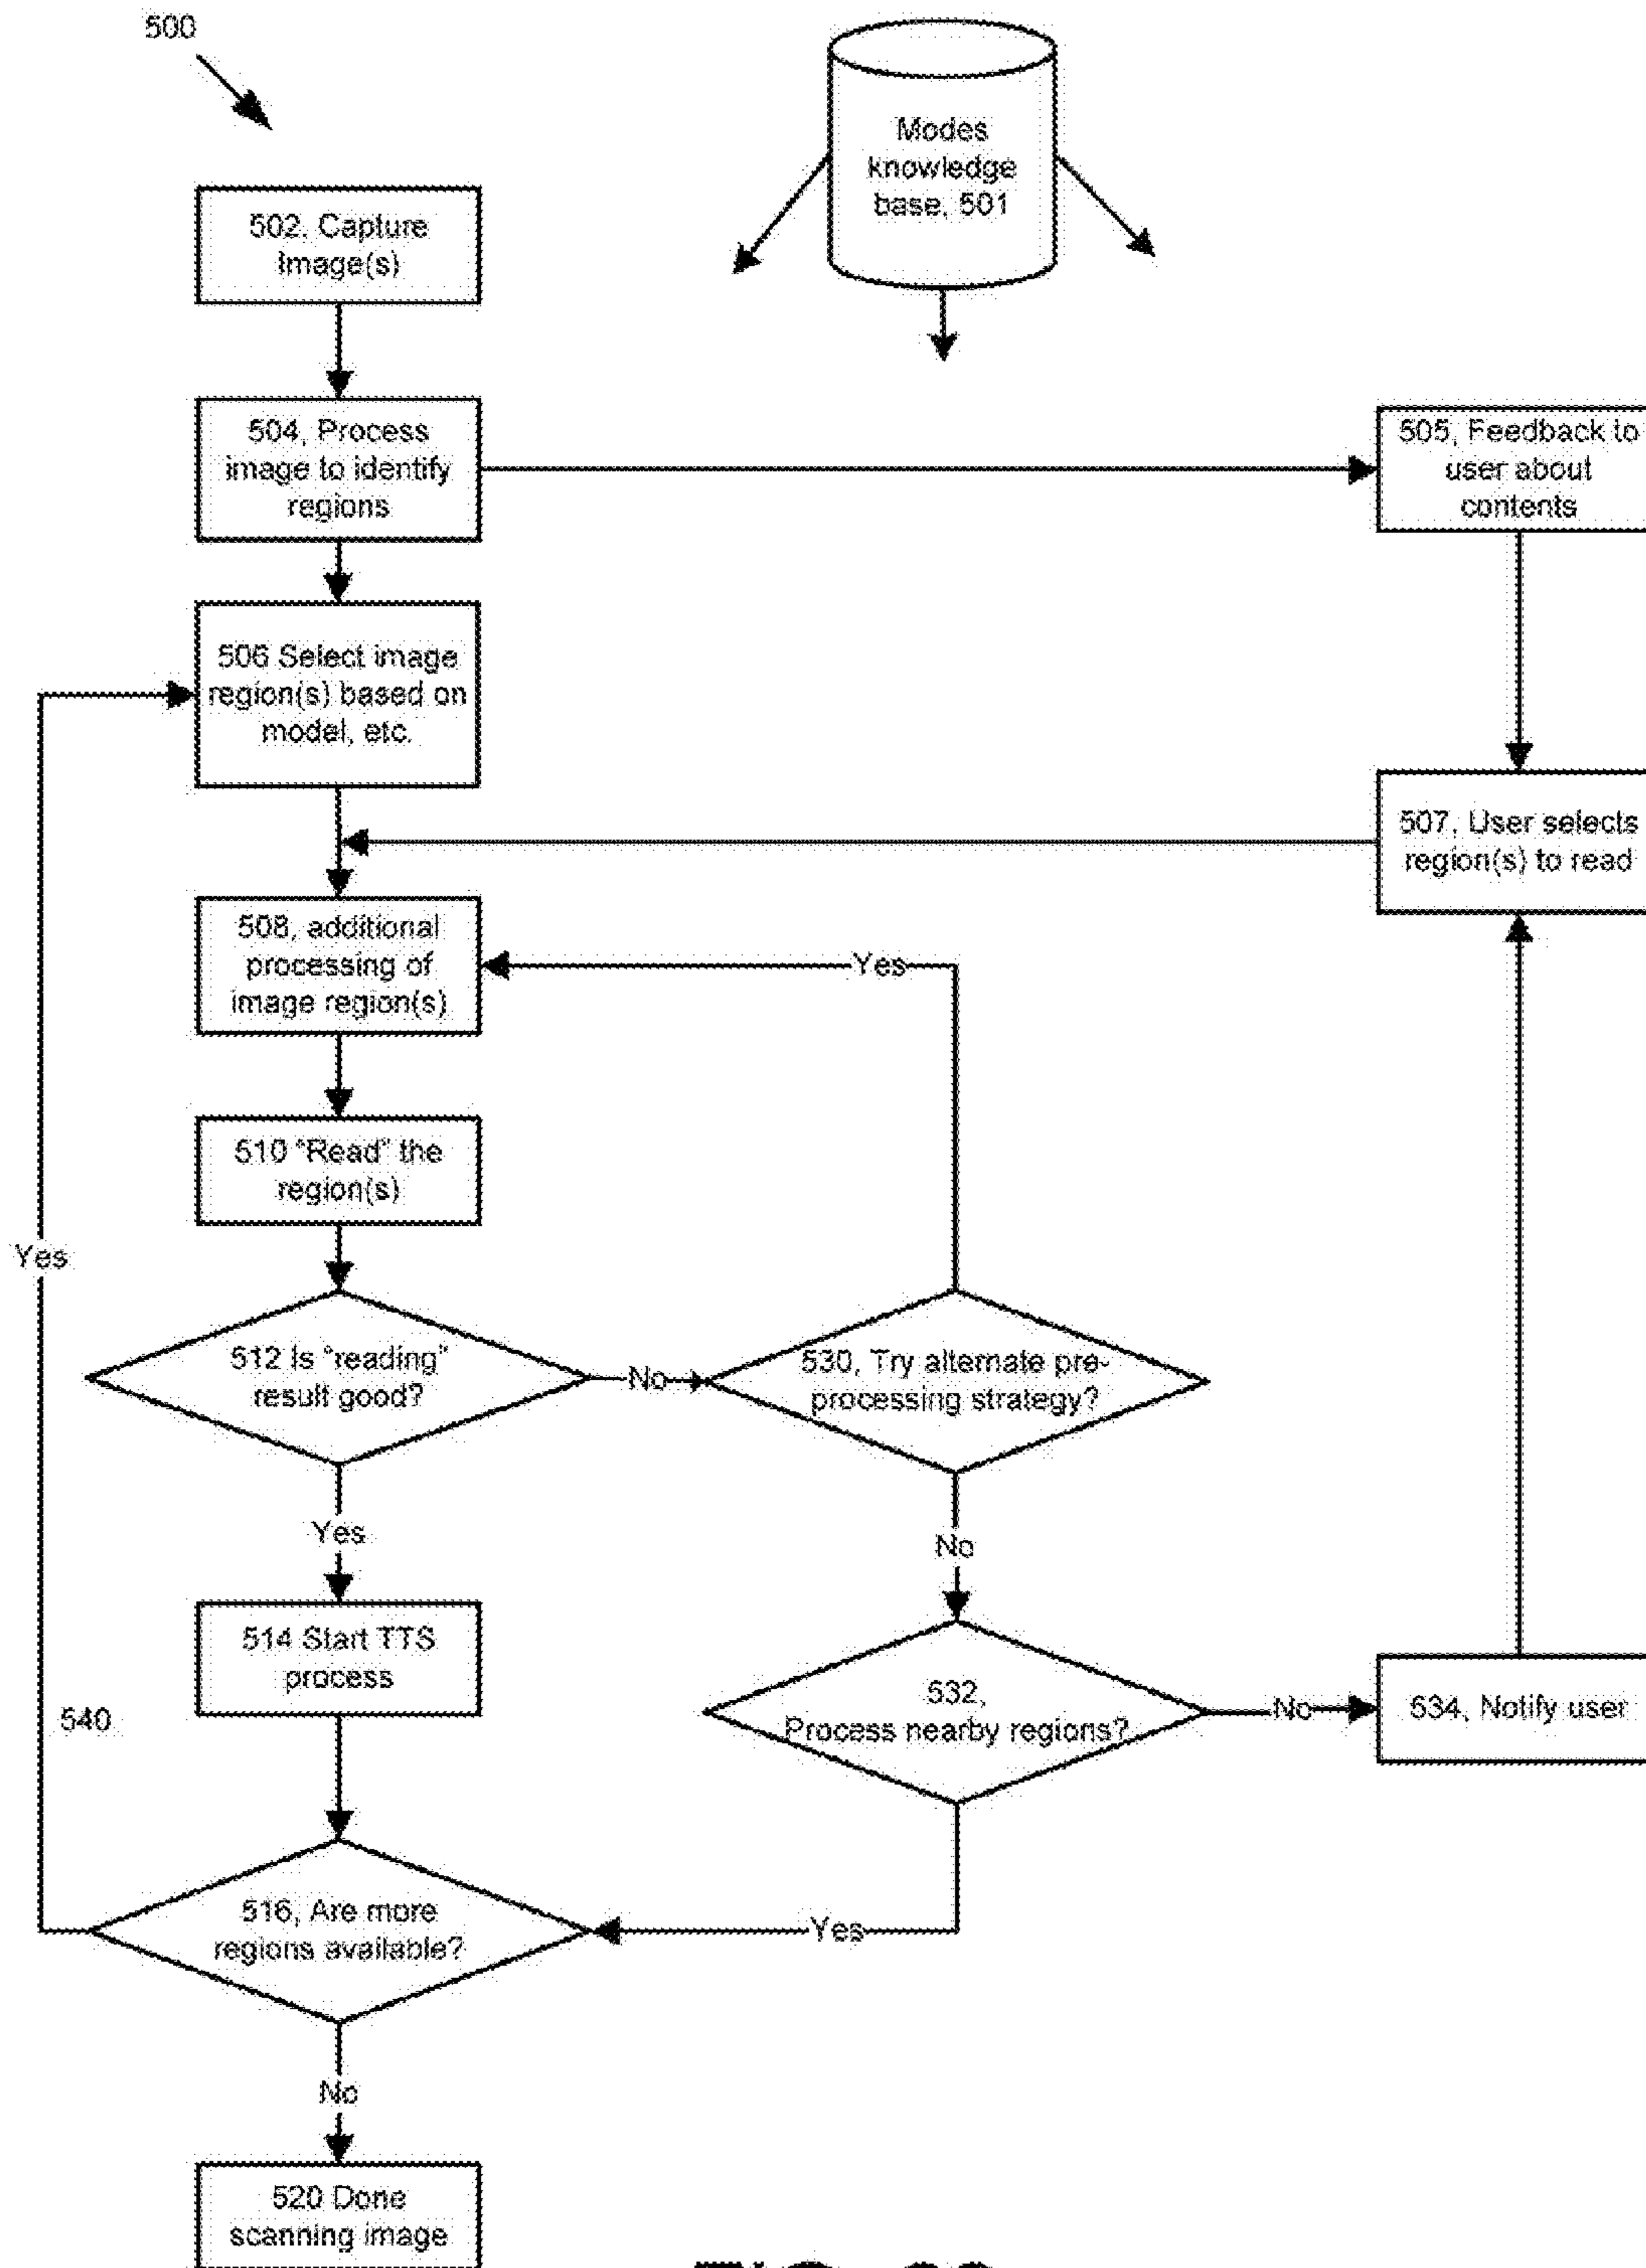 500
Modes
knowledge
base, 501
502, Capture
Image(s)
504, Process
image to identify
regions
505, Feedback to
user about
contents
506 Select image
region(s) based on
model, etc.
507, User selects
region(s) to read
508, additional
processing of
image region(s)
Yes
510 "Read" the
region(s)
Yes
512 Is "reading"
result good?
No
530, Try alternate pre-
processing strategy?
Yes
No
514 Start TTS
process
532,
Process nearby regions?
No
534, Notify user
540
516, Are more
regions available?
Yes
No
520 Done
scanning image